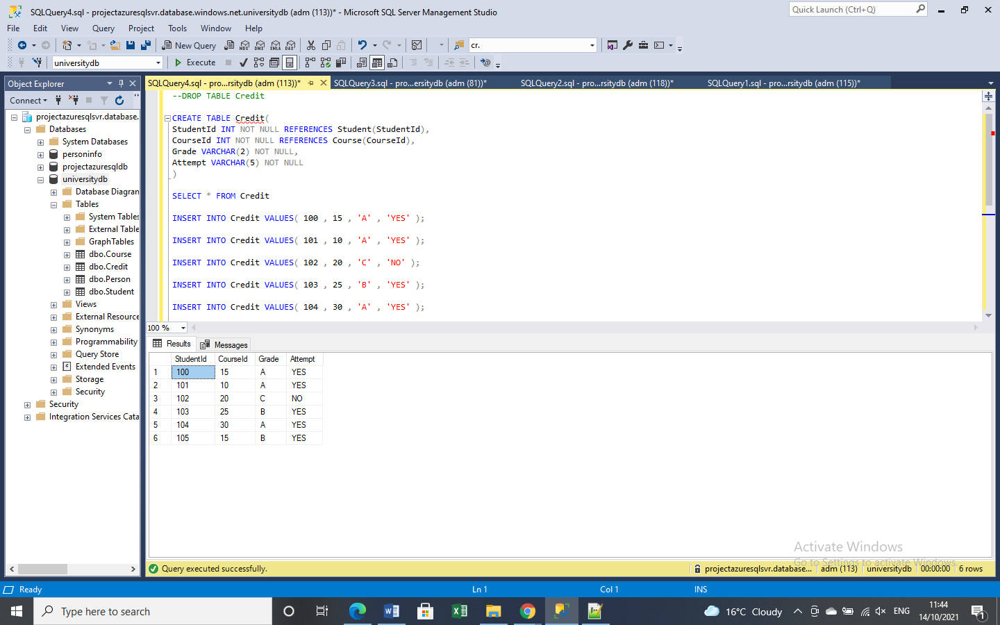 SQLQuery4.sql - projectazuresqlsvr.database.windows.net.universitydb (adm (113))* - Microsoft SQL Server Management Studio
Quick Launch (Ctrl+Q)
File Edit View Query Project Tools Window Help
New Query
MDX DMX XMLA DAX
cr.
universitydb
Execute
Object Explorer
Connect
projectazuresqlsvr.database.
Databases
System Databases
personinfo
projectazuresqldb
universitydb
Database Diagran
Tables
System Tables
External Table
GraphTables
dbo.Course
dbo.Credit
dbo.Person
dbo.Student
Views
External Resource
Synonyms
Programmability
Query Store
Extended Events
Storage
Security
Security
Integration Services Cata
SQLQuery4.sql - pro...rsitydb (adm (113))* SQLQuery3.sql - pro...ersitydb (adm (81))* SQLQuery2.sql - pro...rsitydb (adm (118))* SQLQuery1.sql - pro...rsitydb (adm (115))*
--DROP TABLE Credit
CREATE TABLE Credit(
StudentId INT NOT NULL REFERENCES Student(StudentId),
CourseId INT NOT NULL REFERENCES Course(CourseId),
Grade VARCHAR(2) NOT NULL,
Attempt VARCHAR(5) NOT NULL
)
SELECT * FROM Credit
INSERT INTO Credit VALUES( 100 , 15 , 'A' , 'YES' );
INSERT INTO Credit VALUES( 101 , 10 , 'A' , 'YES' );
INSERT INTO Credit VALUES( 102 , 20 , 'C' , 'NO' );
INSERT INTO Credit VALUES( 103 , 25 , 'B' , 'YES' );
INSERT INTO Credit VALUES( 104 , 30 , 'A' , 'YES' );
100 %
Results Messages
StudentId CourseId Grade Attempt
1 100 15 A YES
2 101 10 A YES
3 102 20 C NO
4 103 25 B YES
5 104 30 A YES
6 105 15 B YES
Activate Windows
Go to Settings to activate Windows.
Query executed successfully. projectazuresqlsvr.database... adm (113) universitydb 00:00:00 6 rows
Ready Ln 1 Col 1 INS
Type here to search
16°C Cloudy ENG
11:44
14/10/2021
1